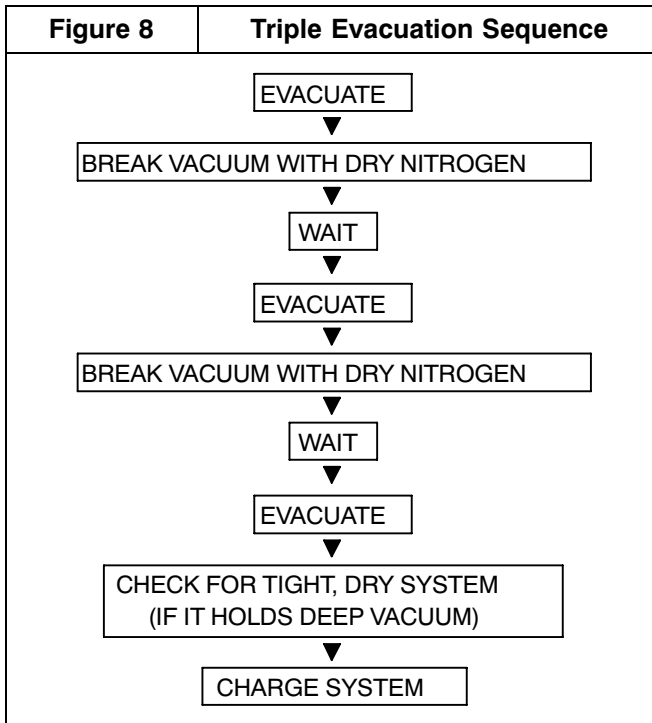 Figure 8
Triple Evacuation Sequence
EVACUATE
BREAK VACUUM WITH DRY NITROGEN
WAIT
EVACUATE
BREAK VACUUM WITH DRY NITROGEN
WAIT
EVACUATE
CHECK FOR TIGHT, DRY SYSTEM
(IF IT HOLDS DEEP VACUUM)
CHARGE SYSTEM